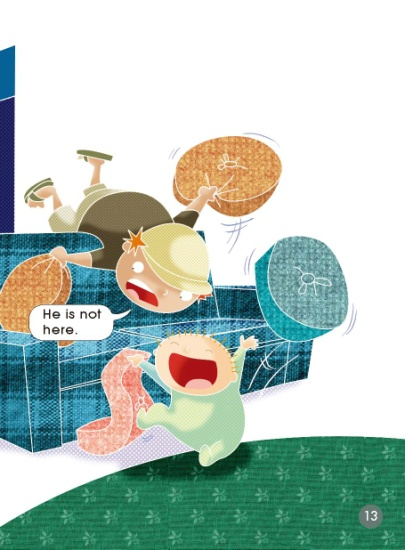 He is not
here.
13